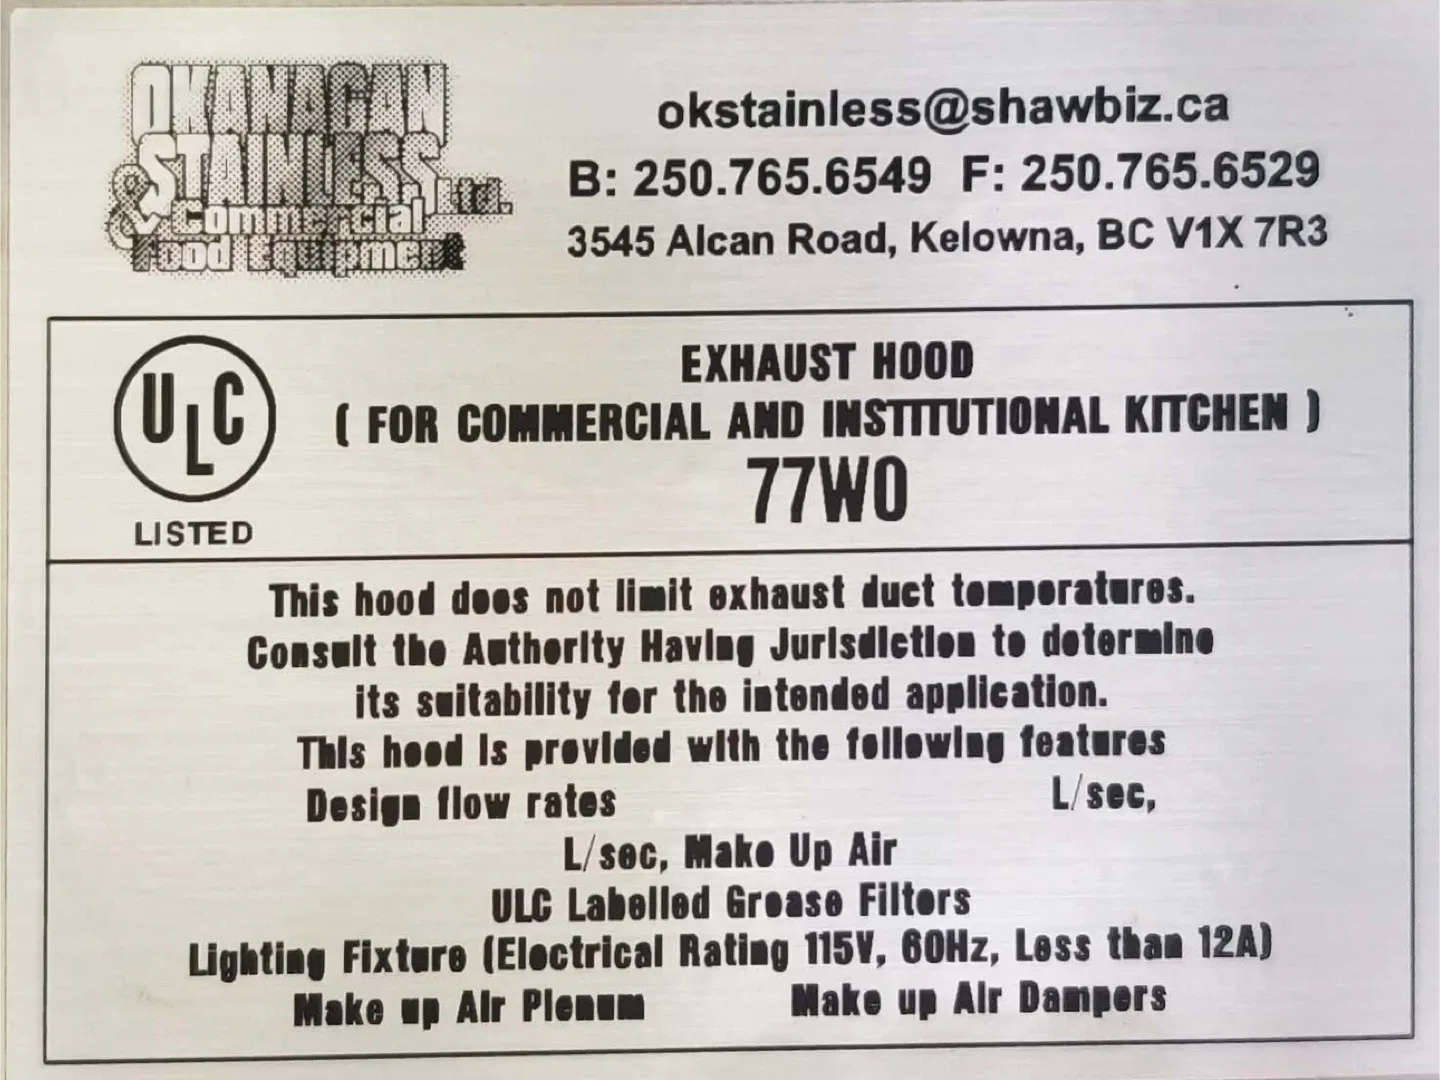 OKANAGAN
STAINLESS
& Commercial Ltd.
Food Equipment
okstainless@shawbiz.ca
B: 250.765.6549 F: 250.765.6529
3545 Alcan Road, Kelowna, BC V1X 7R3
ULC
LISTED
EXHAUST HOOD
( FOR COMMERCIAL AND INSTITUTIONAL KITCHEN )
77W0
This hood does not limit exhaust duct temperatures.
Consult the Authority Having Jurisdiction to determine
its suitability for the intended application.
This hood is provided with the following features
Design flow rates L/sec,
L/sec, Make Up Air
ULC Labelled Grease Filters
Lighting Fixture (Electrical Rating 115V, 60Hz, Less than 12A)
Make up Air Plenum Make up Air Dampers